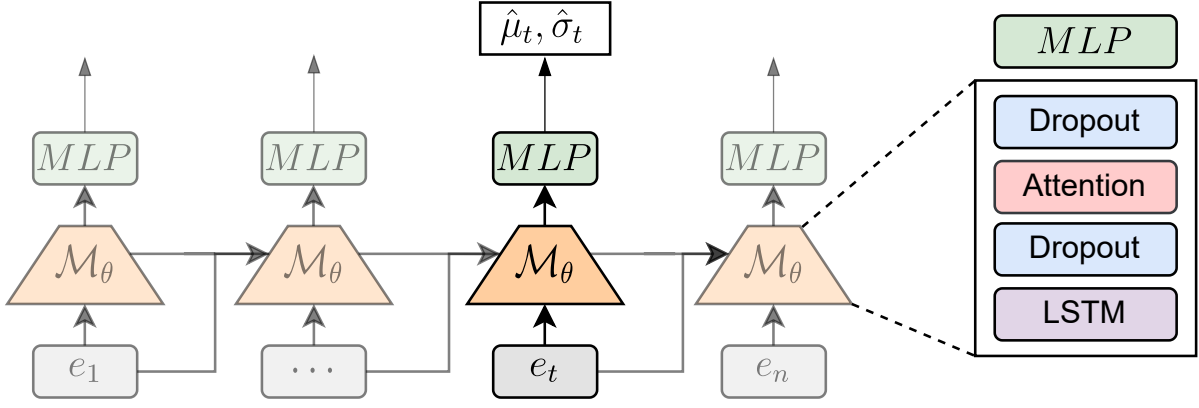 μ̂_t, σ̂_t
MLP
MLP
MLP
MLP
MLP
Dropout
Attention
Dropout
LSTM
ℳ_θ
ℳ_θ
ℳ_θ
ℳ_θ
e_1
···
e_t
e_n